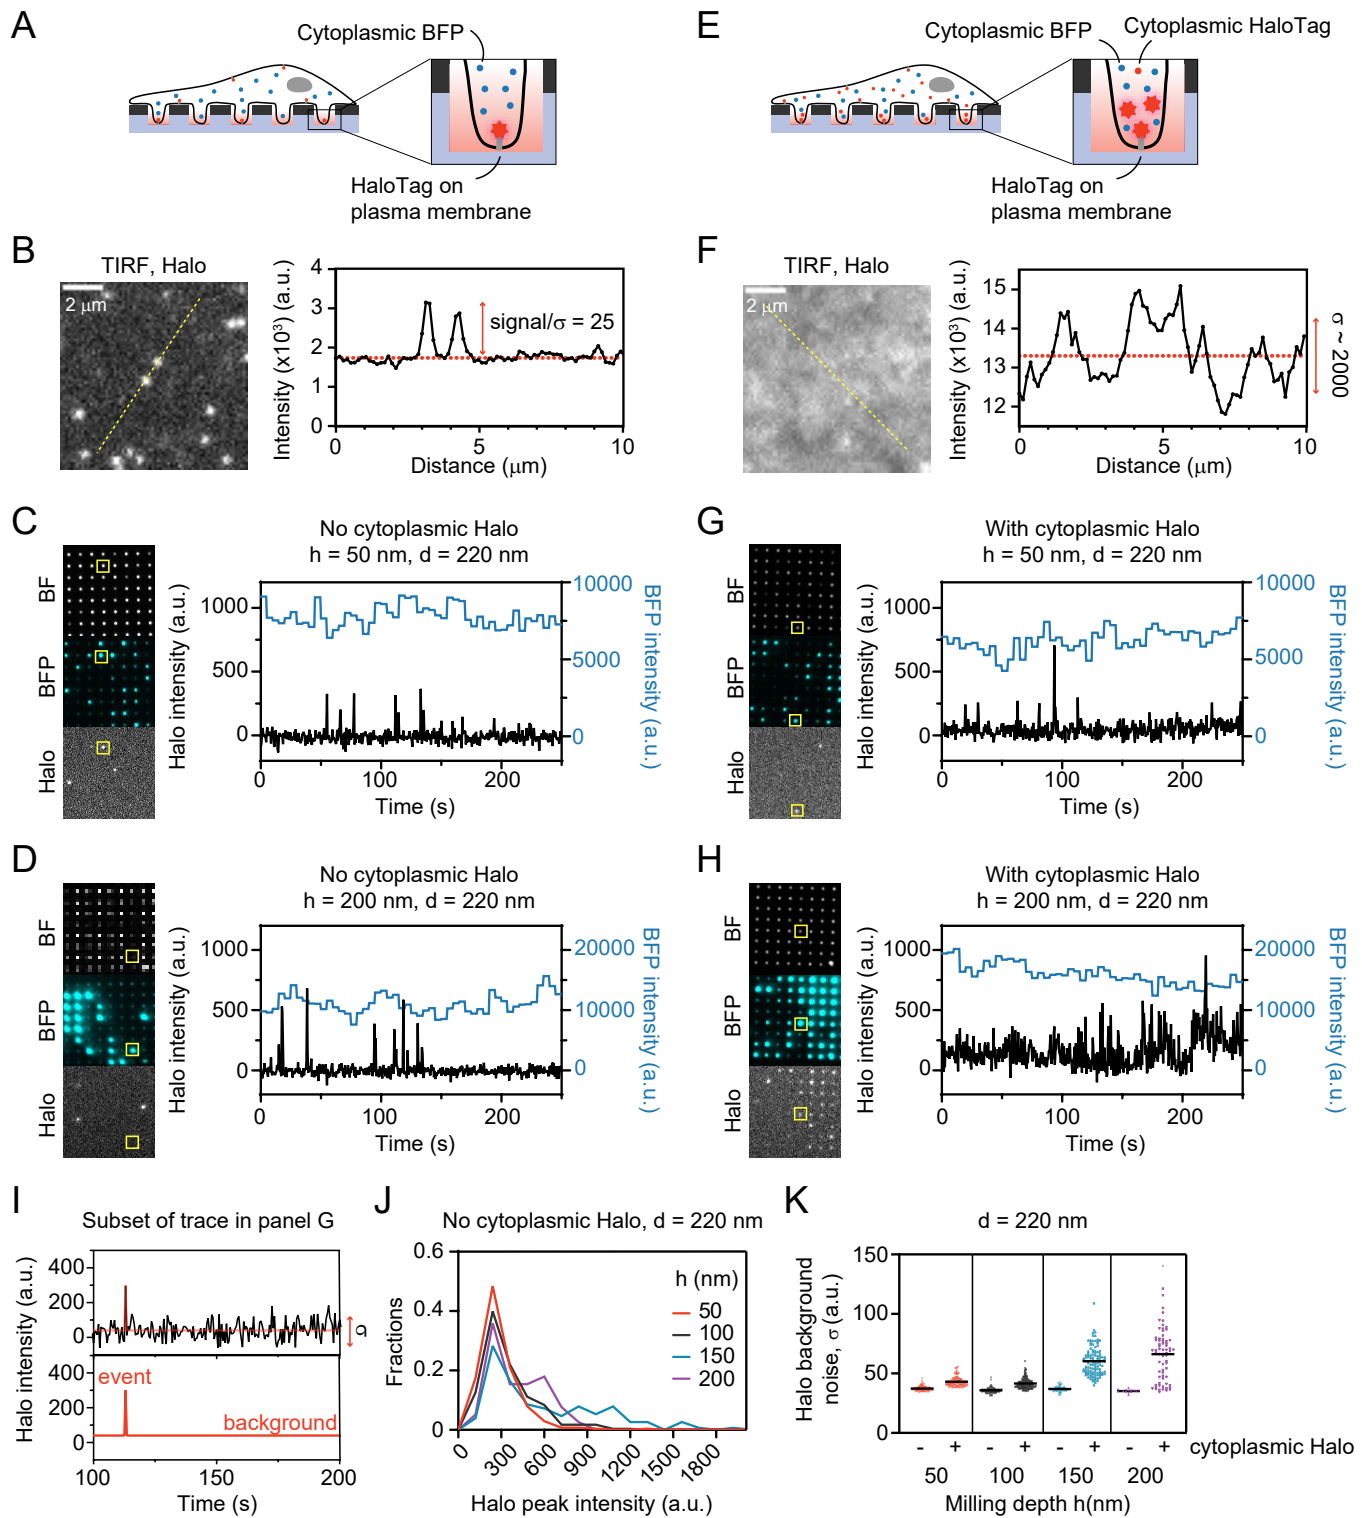 A
Cytoplasmic BFP
HaloTag on
plasma membrane
E
Cytoplasmic BFP
Cytoplasmic HaloTag
HaloTag on
plasma membrane
B
TIRF, Halo
2 μm
Intensity (x10³) (a.u.)
4
3
2
1
0
signal/σ = 25
0 5 10
Distance (μm)
F
TIRF, Halo
2 μm
Intensity (x10³) (a.u.)
15
14
13
12
σ ~ 2000
0 5 10
Distance (μm)
C
No cytoplasmic Halo
h = 50 nm, d = 220 nm
BF
BFP
Halo
Halo intensity (a.u.)
1000
500
0
10000
5000
0
BFP intensity (a.u.)
0 100 200
Time (s)
G
With cytoplasmic Halo
h = 50 nm, d = 220 nm
BF
BFP
Halo
Halo intensity (a.u.)
1000
500
0
10000
5000
0
BFP intensity (a.u.)
0 100 200
Time (s)
D
No cytoplasmic Halo
h = 200 nm, d = 220 nm
BF
BFP
Halo
Halo intensity (a.u.)
1000
500
0
20000
10000
0
BFP intensity (a.u.)
0 100 200
Time (s)
H
With cytoplasmic Halo
h = 200 nm, d = 220 nm
BF
BFP
Halo
Halo intensity (a.u.)
1000
500
0
20000
10000
0
BFP intensity (a.u.)
0 100 200
Time (s)
I
Subset of trace in panel G
Halo intensity (a.u.)
400
200
0
σ
400
200
0
event
background
100 150 200
Time (s)
J
No cytoplasmic Halo, d = 220 nm
Fractions
0.6
0.4
0.2
0
h (nm)
50
100
150
200
0 300 600 900 1200 1500 1800
Halo peak intensity (a.u.)
K
d = 220 nm
Halo background
noise, σ (a.u.)
150
100
50
0
- + - + - + - + cytoplasmic Halo
50 100 150 200
Milling depth h(nm)